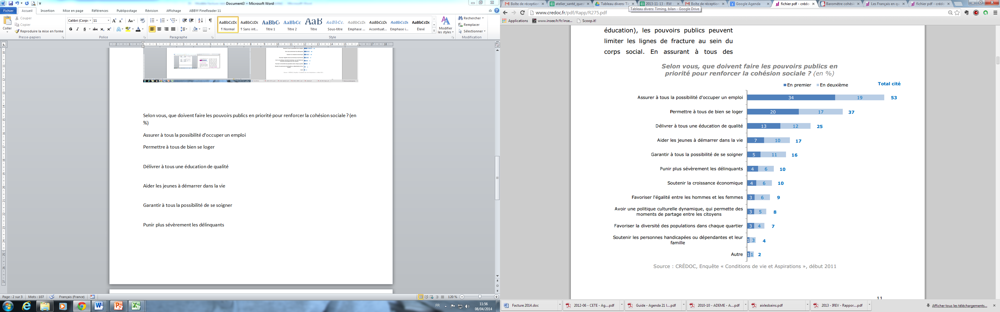 Document3 - Microsoft Word
Fichier Accueil Insertion Mise en page Références Publipostage Révision Affichage ABBYY FineReader 11
Coller
Couper
Copier
Reproduire la mise en forme
Presse-papiers
Calibri (Corps 11
Police
Paragraphe
AaBbCcDc AaBbCcDc AaBbC AaBbCc AaB AaBbCc. AaBbCcDc AaBbCcDc AaBbCcDc AaBbCcDc
¶ Normal ¶ Sans int... Titre 1 Titre 2 Titre Sous-titre Emphase ... Accentuat... Emphase i... Élevé
Style
Modifier
les styles
Rechercher
Remplacer
Sélectionner
Modification
Selon vous, que doivent faire les pouvoirs publics en priorité pour renforcer la cohésion sociale ? (en
%)
Assurer à tous la possibilité d'occuper un emploi
Permettre à tous de bien se loger
Délivrer à tous une éducation de qualité
Aider les jeunes à démarrer dans la vie
Garantir à tous la possibilité de se soigner
Punir plus sévèrement les délinquants
Page : 2 sur 3 Mots : 107 Français (France) 120 %
FR 11:56
08/04/2014
Boîte de réception atelier_santé_ques Tableau divers: Tir 2013-11-13 - RW - Boîte de réception Google Agenda fichier pdf - crédo Baromètre cohési Les Français en qu fichier pdf - crédo
Tableau divers: Timing, bilan - Google Drive
www.credoc.fr/pdf/Rapp/R275.pdf
Applications www.insee.fr/fr/inse... Scoop.it!
éducation), les pouvoirs publics peuvent
limiter les lignes de fracture au sein du
corps social. En assurant à tous des
Selon vous, que doivent faire les pouvoirs publics en
priorité pour renforcer la cohésion sociale ? (en %)
En premier En deuxième Total cité
Assurer à tous la possibilité d'occuper un emploi 34 19 53
Permettre à tous de bien se loger 20 17 37
Délivrer à tous une éducation de qualité 13 12 25
Aider les jeunes à démarrer dans la vie 7 10 17
Garantir à tous la possibilité de se soigner 5 11 16
Punir plus sévèrement les délinquants 4 6 10
Soutenir la croissance économique 4 6 10
Favoriser l'égalité entre les hommes et les femmes 3 6 9
Avoir une politique culturelle dynamique, qui permette des
moments de partage entre les citoyens 3 5 8
Favoriser la diversité des populations dans chaque quartier 3 4 7
Soutenir les personnes handicapées ou dépendantes et leur
famille 1 3 4
Autre 1 1 2
Source : CRÉDOC, Enquête « Conditions de vie et Aspirations », début 2011
11
Facture 2014.doc 2012-06 - CETE - Ag....pdf Guide - Agenda 21 l....pdf 2010-10 - ADEME - A....pdf aixlesbains.pdf 2013 - IREV - Rappor....pdf Afficher tous les téléchargements...